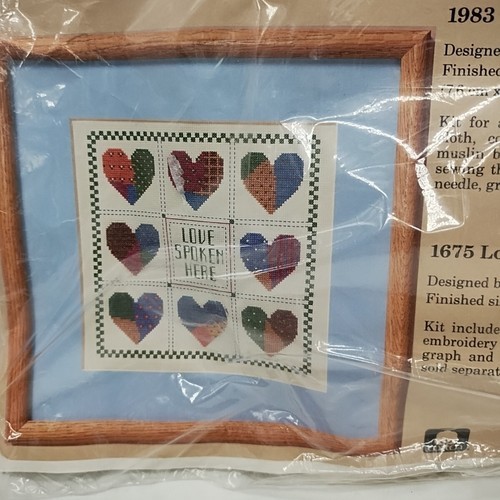 LOVE
SPOKEN
HERE
1983
Designe
Finished
Kit for a
cloth, co
muslin b
sewing th
needle, gr
1675 Lo
Designed b
Finished si
Kit include
embroidery
graph and
sold separat